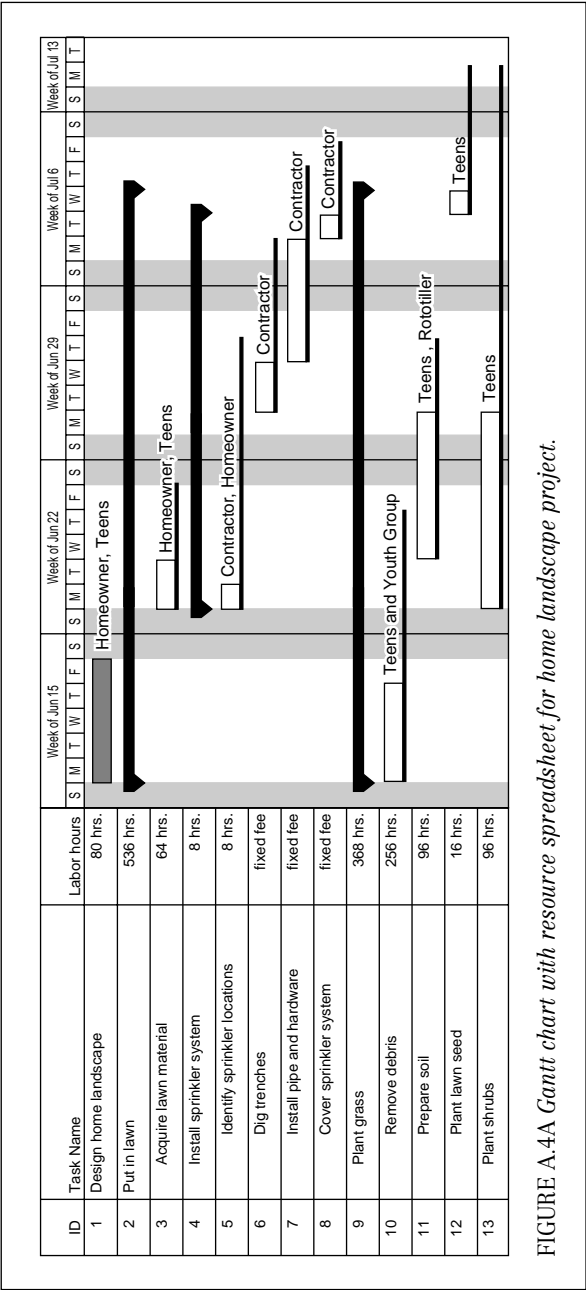 Week of Jun 15 Week of Jun 22 Week of Jun 29 Week of Jul 6 Week of Jul 13
ID Task Name Labor hours S M T W T F S S M T W T F S S M T W T F S S M T W T F S S M T
1 Design home landscape 80 hrs. Homeowner, Teens
2 Put in lawn 536 hrs.
3 Acquire lawn material 64 hrs. Homeowner, Teens
4 Install sprinkler system 8 hrs.
5 Identify sprinkler locations 8 hrs. Contractor, Homeowner
6 Dig trenches fixed fee Contractor
7 Install pipe and hardware fixed fee Contractor
8 Cover sprinkler system fixed fee Contractor
9 Plant grass 368 hrs.
10 Remove debris 256 hrs. Teens and Youth Group
11 Prepare soil 96 hrs. Teens , Rototiller
12 Plant lawn seed 16 hrs. Teens
13 Plant shrubs 96 hrs. Teens
FIGURE A.4A Gantt chart with resource spreadsheet for home landscape project.